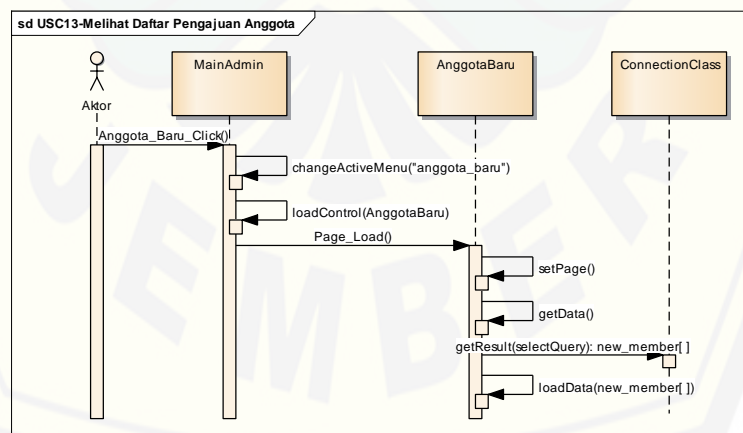 sd USC13-Melihat Daftar Pengajuan Anggota
MainAdmin
AnggotaBaru
ConnectionClass
Aktor
Anggota_Baru_Click()
changeActiveMenu("anggota_baru")
loadControl(AnggotaBaru)
Page_Load()
setPage()
getData()
getResult(selectQuery): new_member[ ]
loadData(new_member[ ])
JEMBER